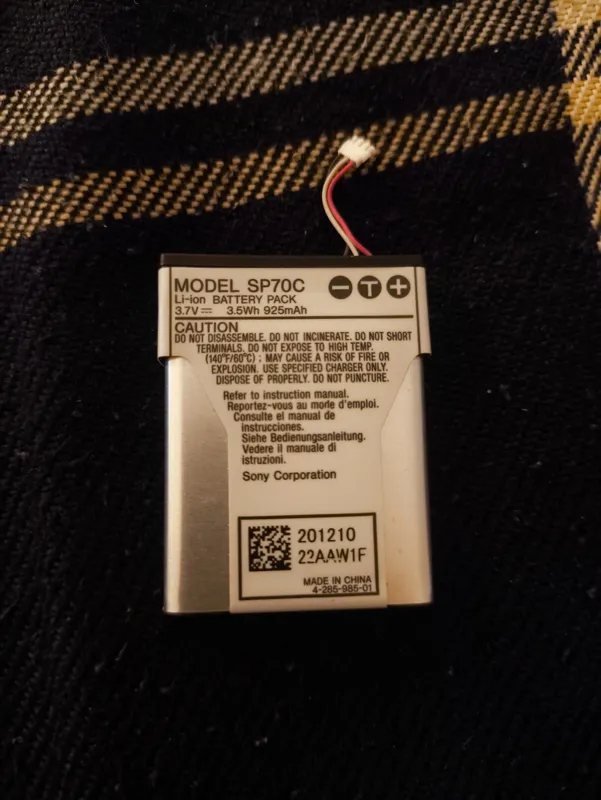 MODEL SP70C
Li-ion BATTERY PACK
3.7V 3.5Wh 925mAh
− T +
CAUTION
DO NOT DISASSEMBLE. DO NOT INCINERATE. DO NOT SHORT
TERMINALS. DO NOT EXPOSE TO HIGH TEMP.
(140°F/60°C) ; MAY CAUSE A RISK OF FIRE OR
EXPLOSION. USE SPECIFIED CHARGER ONLY.
DISPOSE OF PROPERLY. DO NOT PUNCTURE.
Refer to instruction manual.
Reportez-vous au mode d'emploi.
Consulte el manual de
instrucciones.
Siehe Bedienungsanleitung.
Vedere il manuale di
istruzioni.
Sony Corporation
201210
22AAW1F
MADE IN CHINA
4-285-985-01